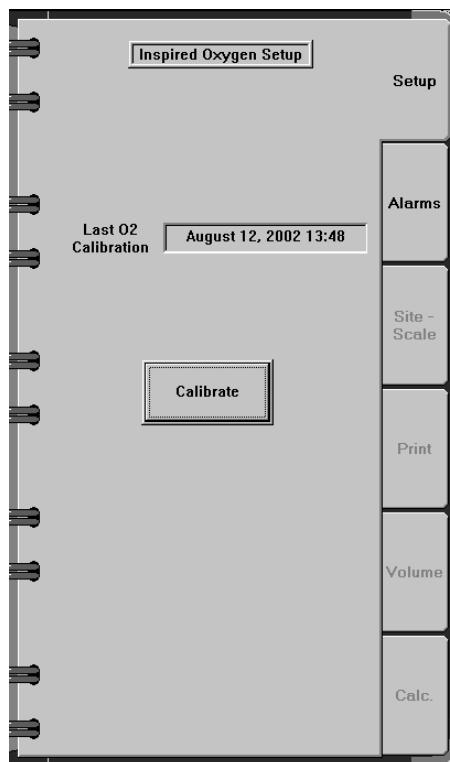 Inspired Oxygen Setup
Setup
Alarms
Last O2
Calibration
August 12, 2002 13:48
Site -
Scale
Calibrate
Print
Volume
Calc.